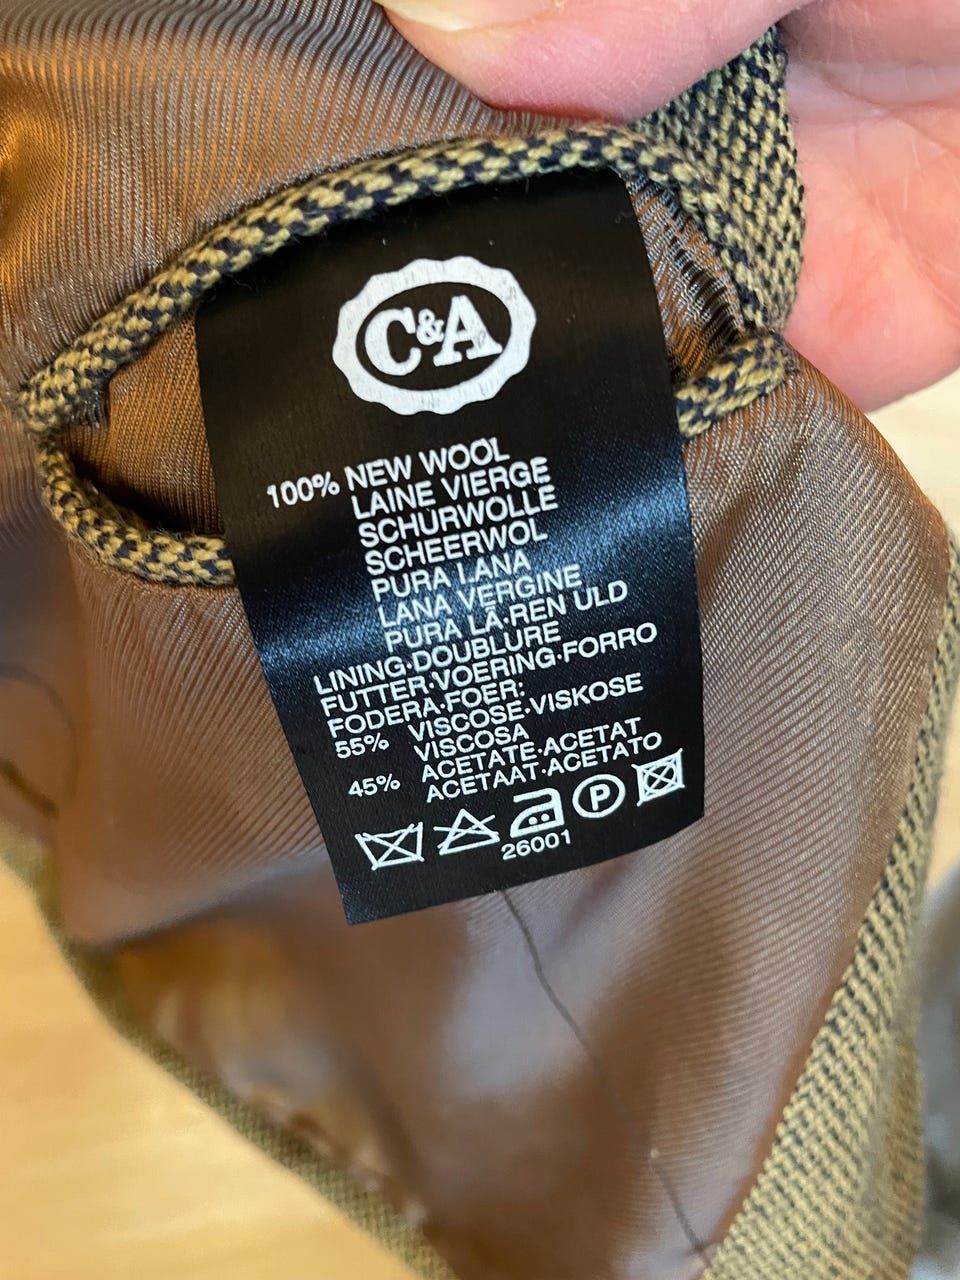 C&A
100% NEW WOOL
LAINE VIERGE
SCHURWOLLE
SCHEERWOL
PURA LANA
LANA VERGINE
PURA LÃ·REN ULD
LINING·DOUBLURE
FUTTER·VOERING·FORRO
FODERA·FOER:
55% VISCOSE·VISKOSE
VISCOSA
45% ACETATE·ACETAT
ACETAAT·ACETATO
P
26001